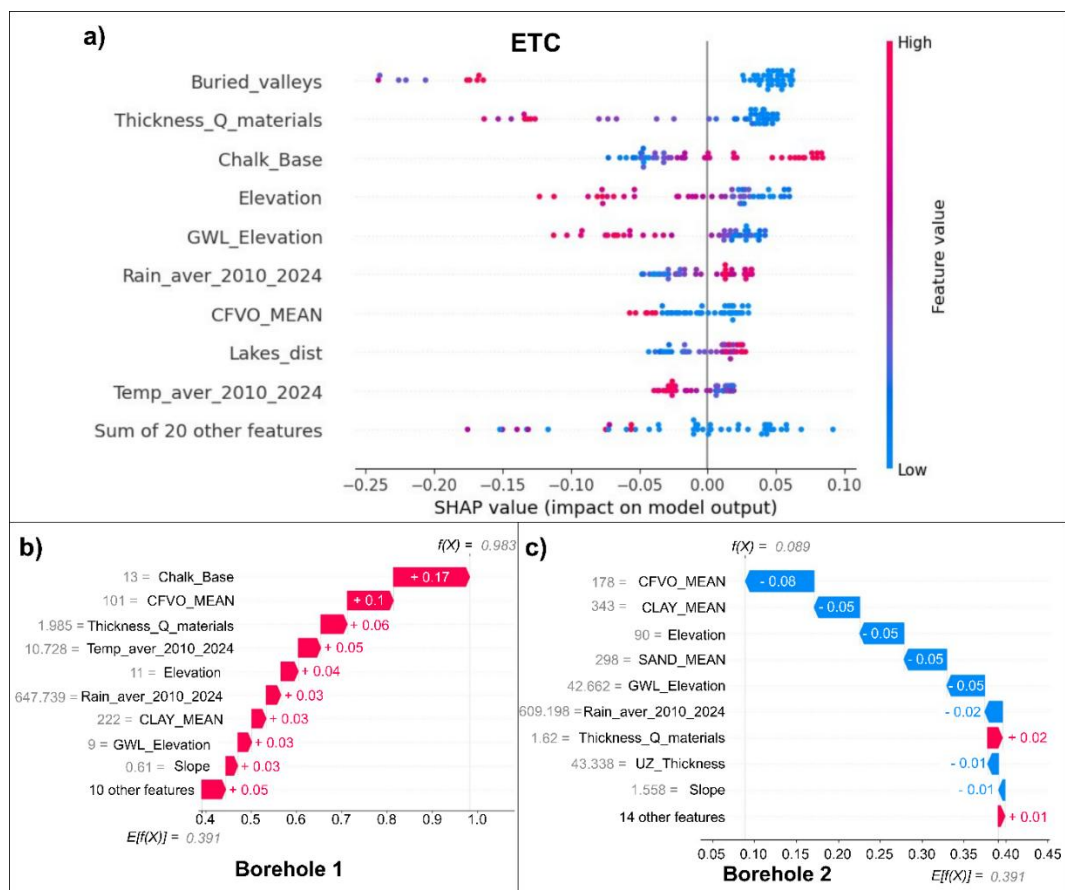 a)
ETC
High
Buried_valleys
Thickness_Q_materials
Chalk_Base
Elevation
GWL_Elevation
Rain_aver_2010_2024
CFVO_MEAN
Lakes_dist
Temp_aver_2010_2024
Sum of 20 other features
Feature value
Low
−0.25 −0.20 −0.15 −0.10 −0.05 0.00 0.05 0.10
SHAP value (impact on model output)
b)
f(X) = 0.983
13 = Chalk_Base + 0.17
101 = CFVO_MEAN + 0.1
1.985= Thickness_Q_materials + 0.06
10.728= Temp_aver_2010_2024 + 0.05
11 = Elevation + 0.04
647.739= Rain_aver_2010_2024 + 0.03
222 = CLAY_MEAN + 0.03
9= GWL_Elevation + 0.03
0.61= Slope + 0.03
10 other features + 0.05
0.4 0.5 0.6 0.7 0.8 0.9 1.0
E[f(X)] = 0.391
Borehole 1
c)
f(X) = 0.089
178 = CFVO_MEAN - 0.08
343= CLAY_MEAN - 0.05
90 = Elevation - 0.05
298 = SAND_MEAN - 0.05
42.662= GWL_Elevation - 0.05
609.198=Rain_aver_2010_2024 - 0.02
1.62= Thickness_Q_materials + 0.02
43.338= UZ_Thickness - 0.01
1.558= Slope - 0.01
14 other features + 0.01
0.05 0.10 0.15 0.20 0.25 0.30 0.35 0.40 0.45
E[f(X)] = 0.391
Borehole 2